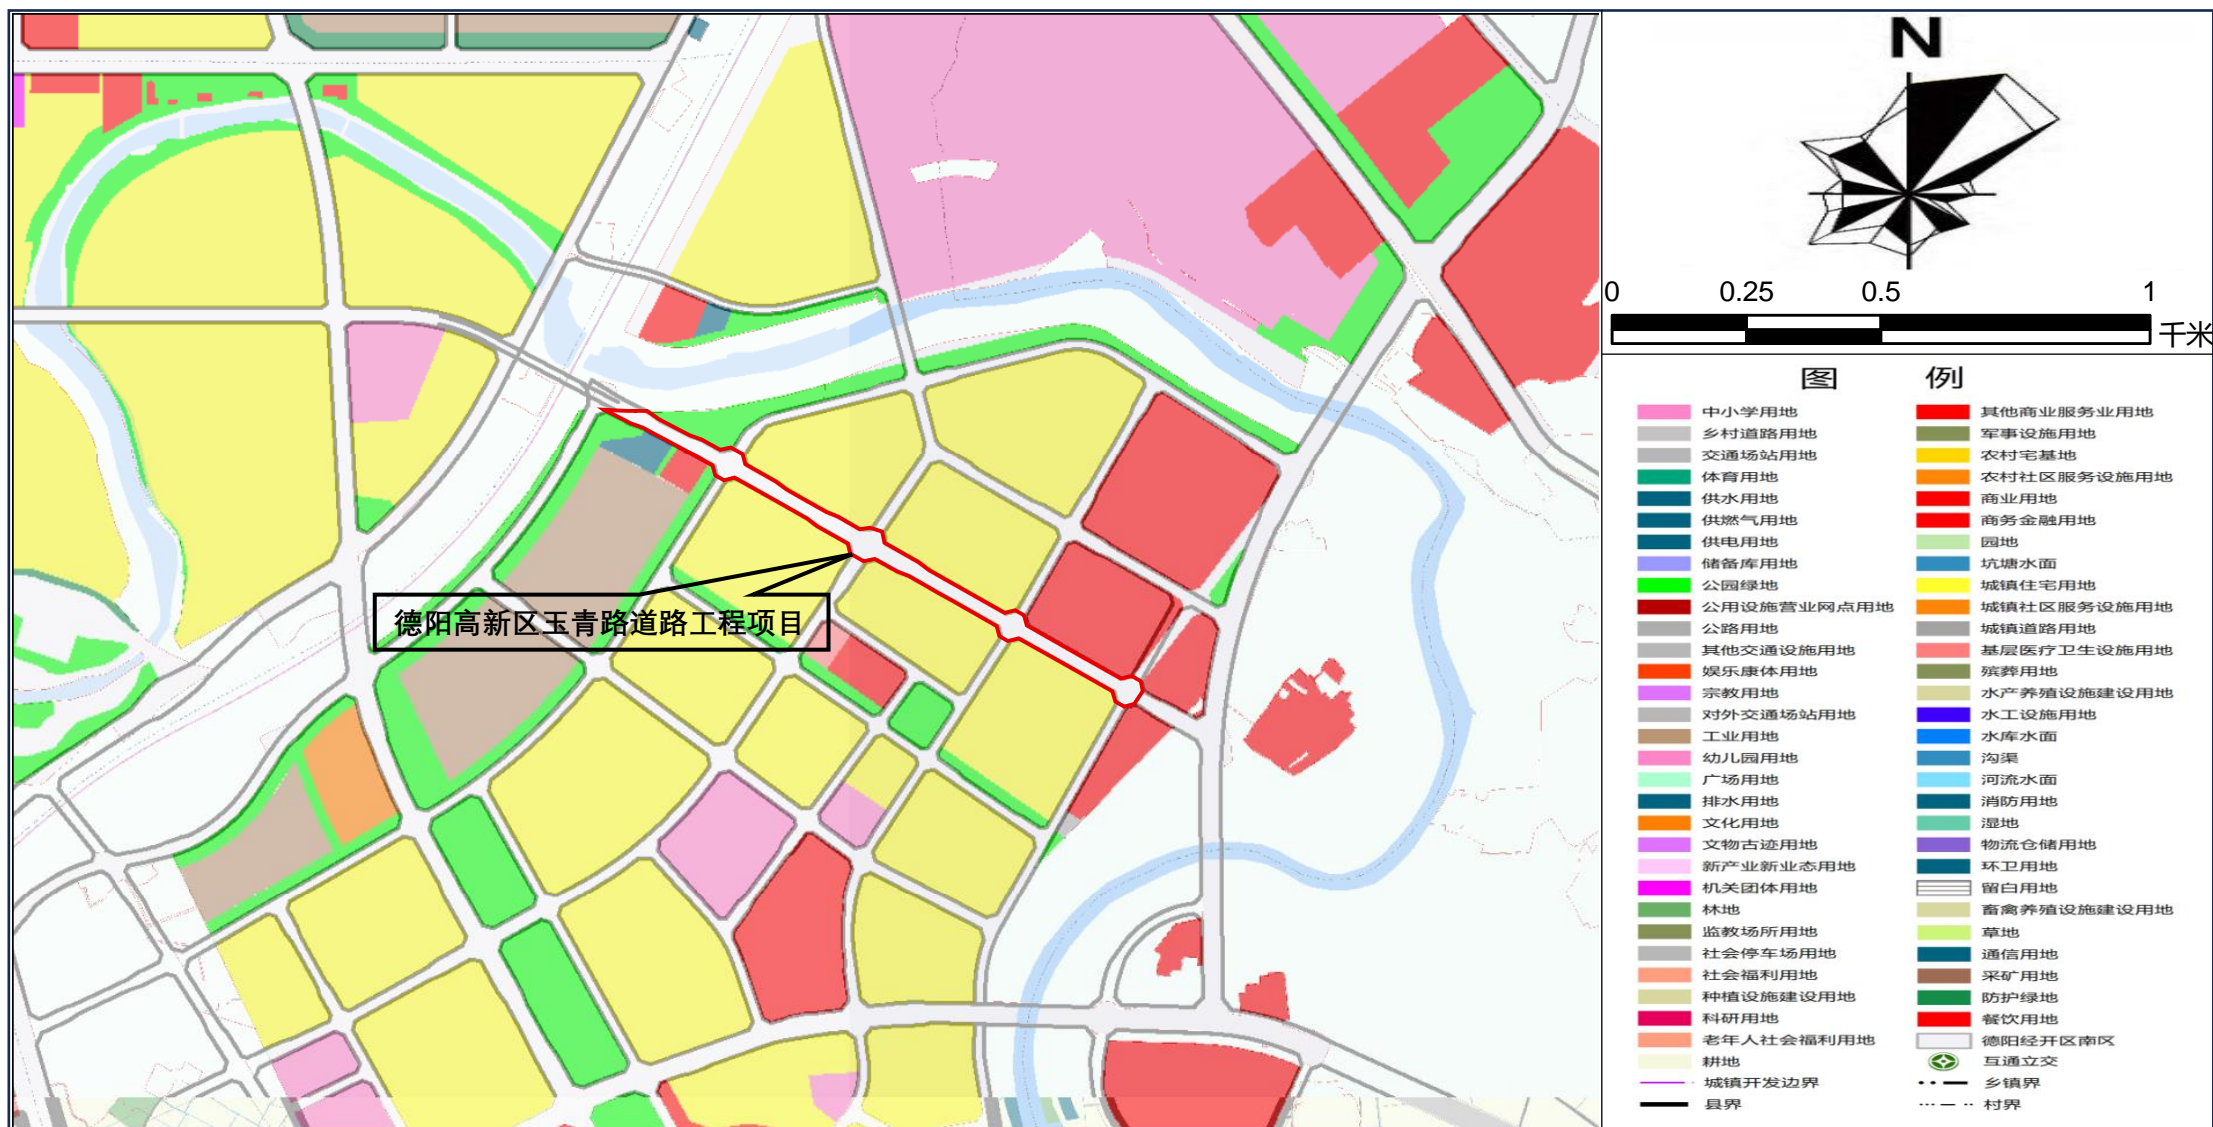 德阳高新区玉青路道路工程项目
N
0 0.25 0.5 1
千米
图 例
中小学用地
乡村道路用地
交通场站用地
体育用地
供水用地
供燃气用地
供电用地
储备库用地
公园绿地
公用设施营业网点用地
公路用地
其他交通设施用地
娱乐康体用地
宗教用地
对外交通场站用地
工业用地
幼儿园用地
广场用地
排水用地
文化用地
文物古迹用地
新产业新业态用地
机关团体用地
林地
监教场所用地
社会停车场用地
社会福利用地
种植设施建设用地
科研用地
老年人社会福利用地
耕地
城镇开发边界
县界
其他商业服务业用地
军事设施用地
农村宅基地
农村社区服务设施用地
商业用地
商务金融用地
园地
坑塘水面
城镇住宅用地
城镇社区服务设施用地
城镇道路用地
基层医疗卫生设施用地
殡葬用地
水产养殖设施建设用地
水工设施用地
水库水面
沟渠
河流水面
消防用地
湿地
物流仓储用地
环卫用地
留白用地
畜禽养殖设施建设用地
草地
通信用地
采矿用地
防护绿地
餐饮用地
德阳经开区南区
互通立交
乡镇界
村界